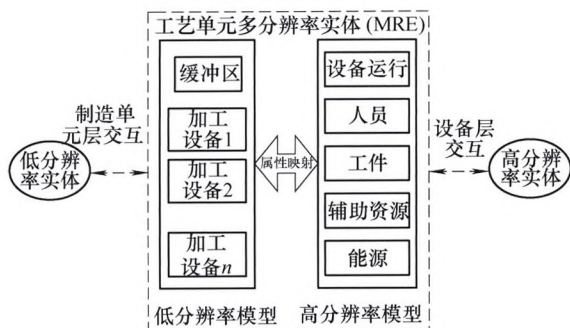 工艺单元多分辨率实体(MRE)
缓冲区
加工
设备1
加工
设备2
加工
设备n
低分辨率模型
属性映射
设备运行
人员
工件
辅助资源
能源
高分辨率模型
制造单
元层交互
低分辨
率实体
设备层
交互
高分辨
率实体